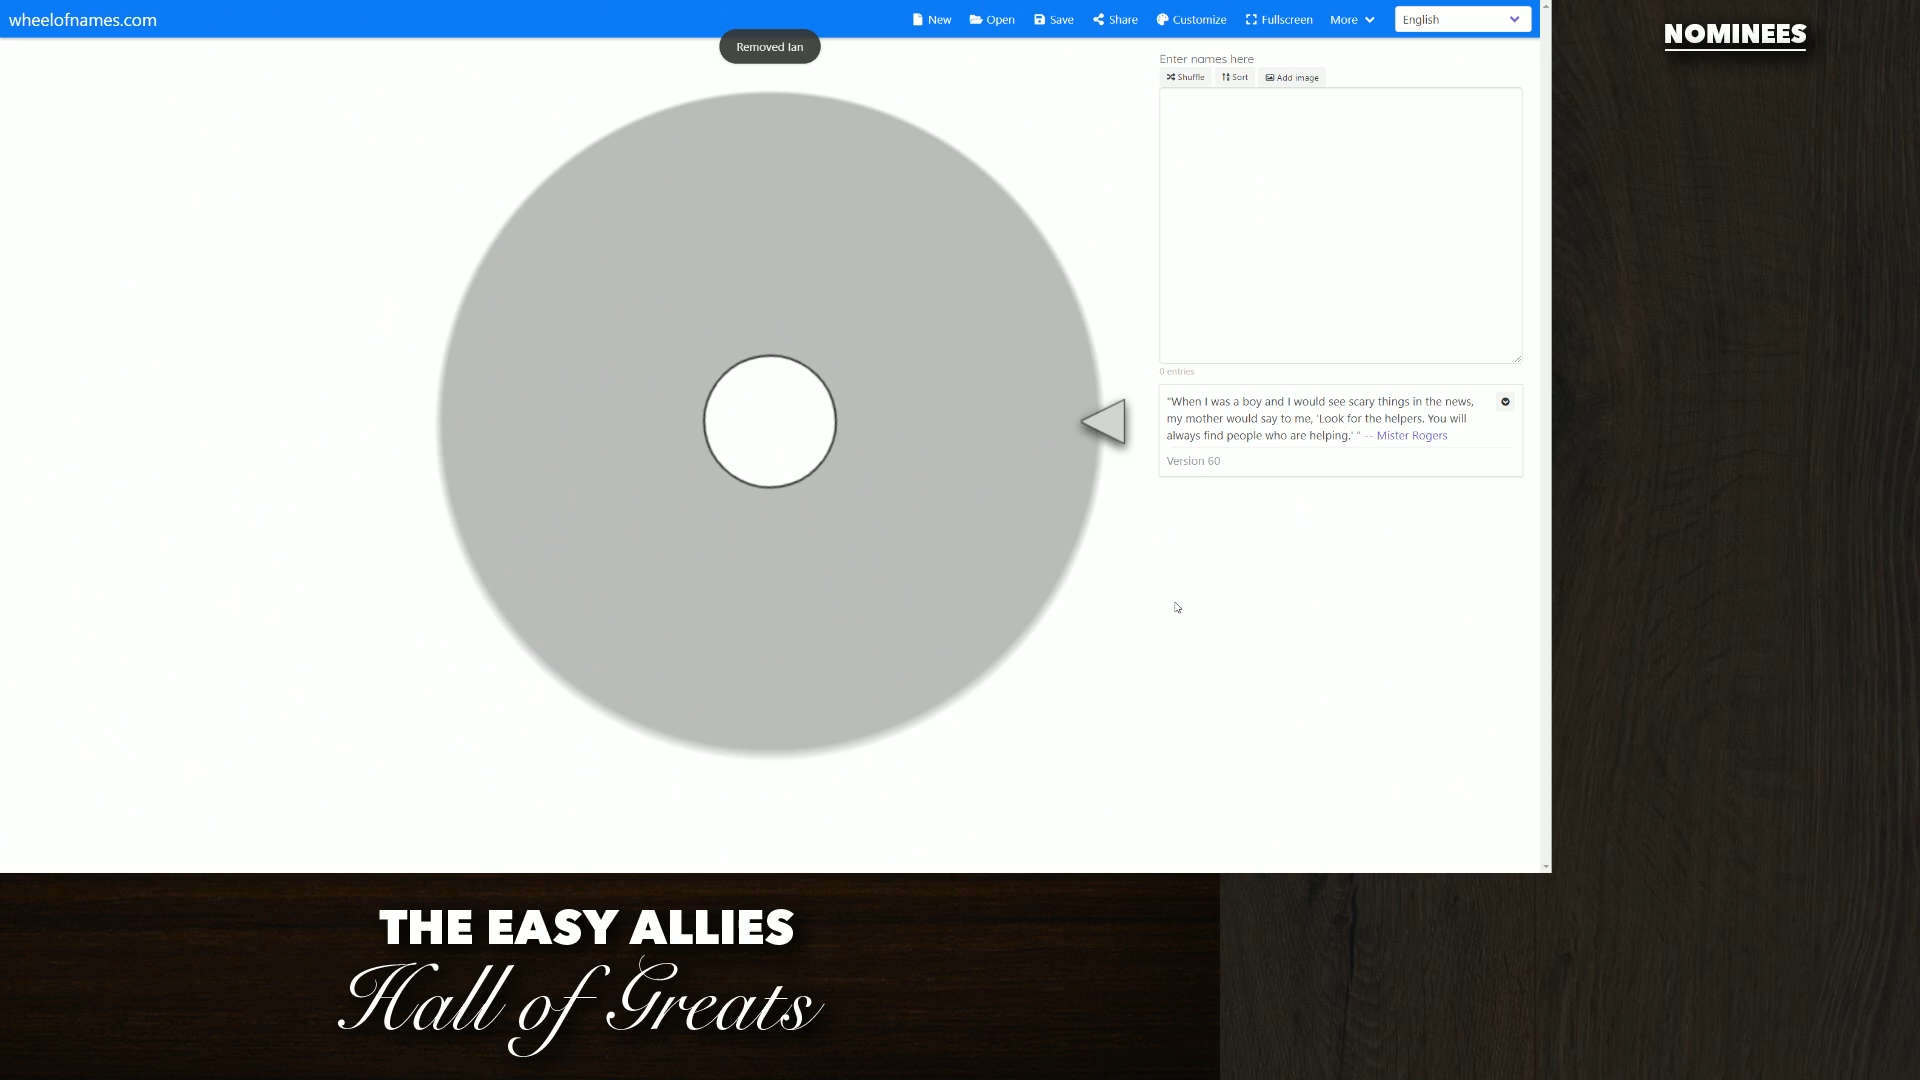 wheelofnames.com
New Open Save Share Customize Fullscreen More English
NOMINEES
Removed Ian
Enter names here
Shuffle Sort Add image
0 entries
"When I was a boy and I would see scary things in the news,
my mother would say to me, 'Look for the helpers. You will
always find people who are helping.' " -- Mister Rogers
Version 60
THE EASY ALLIES
Hall of Greats